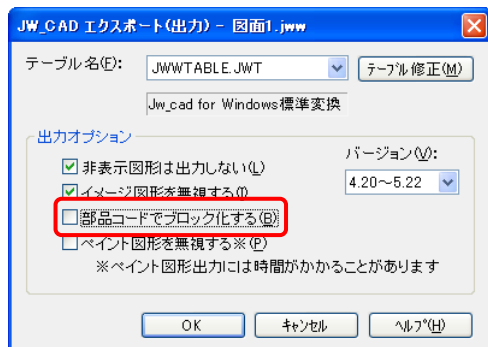 JW_CAD エクスポート(出力) - 図面1.jww
テーブル名(F): JWWTABLE.JWT テーブル修正(M)
Jw_cad for Windows標準変換
出力オプション
バージョン(V):
非表示図形は出力しない(L)
4.20～5.22
イメージ図形を無視する(I)
部品コードでブロック化する(B)
ペイント図形を無視する※(P)
※ペイント図形出力には時間がかかることがあります
OK キャンセル ヘルプ(H)